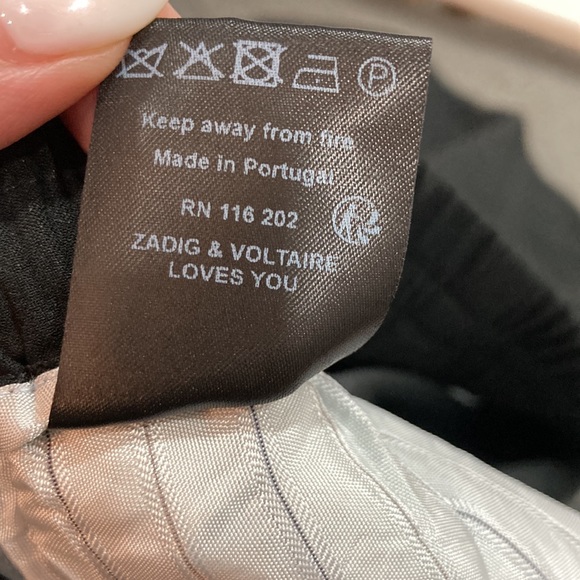 P
Keep away from fire
Made in Portugal
RN 116 202
ZADIG & VOLTAIRE
LOVES YOU